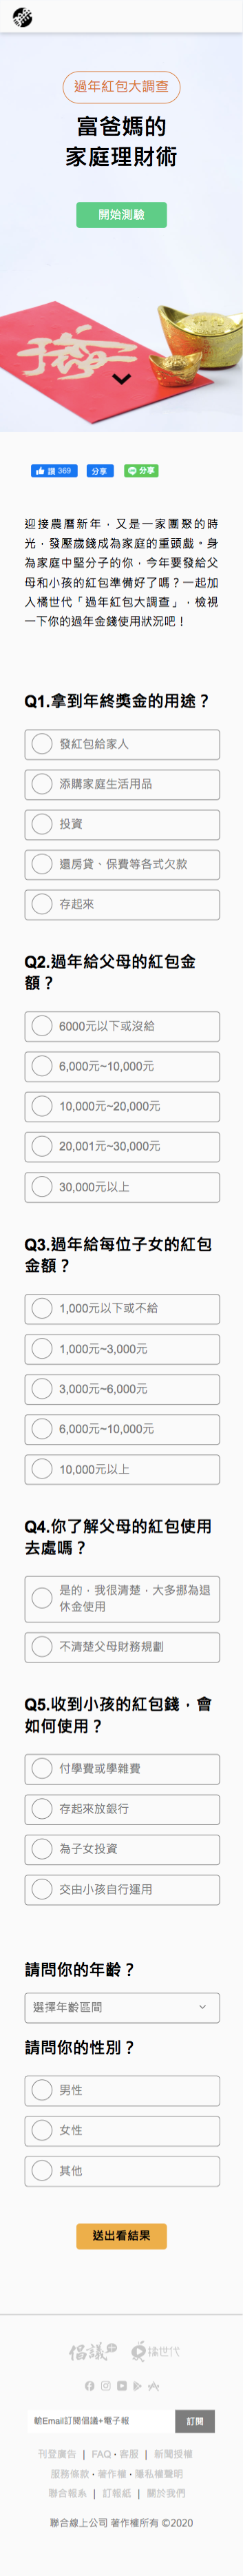 過年紅包大調查
富爸媽的
家庭理財術
開始測驗
讚 369 分享 分享
迎接農曆新年，又是一家團聚的時
光，發壓歲錢成為家庭的重頭戲。身
為家庭中堅分子的你，今年要發給父
母和小孩的紅包準備好了嗎？一起加
入橘世代「過年紅包大調查」，檢視
一下你的過年金錢使用狀況吧！
Q1.拿到年終獎金的用途？
發紅包給家人
添購家庭生活用品
投資
還房貸、保費等各式欠款
存起來
Q2.過年給父母的紅包金
額？
6000元以下或沒給
6,000元~10,000元
10,000元~20,000元
20,001元~30,000元
30,000元以上
Q3.過年給每位子女的紅包
金額？
1,000元以下或不給
1,000元~3,000元
3,000元~6,000元
6,000元~10,000元
10,000元以上
Q4.你了解父母的紅包使用
去處嗎？
是的，我很清楚，大多挪為退
休金使用
不清楚父母財務規劃
Q5.收到小孩的紅包錢，會
如何使用？
付學費或學雜費
存起來放銀行
為子女投資
交由小孩自行運用
請問你的年齡？
選擇年齡區間
請問你的性別？
男性
女性
其他
送出看結果
倡議+ 橘世代
輸Email訂閱倡議+電子報 訂閱
刊登廣告 | FAQ・客服 | 新聞授權
服務條款・著作權・隱私權聲明
聯合報系 | 訂報紙 | 關於我們
聯合線上公司 著作權所有 ©2020